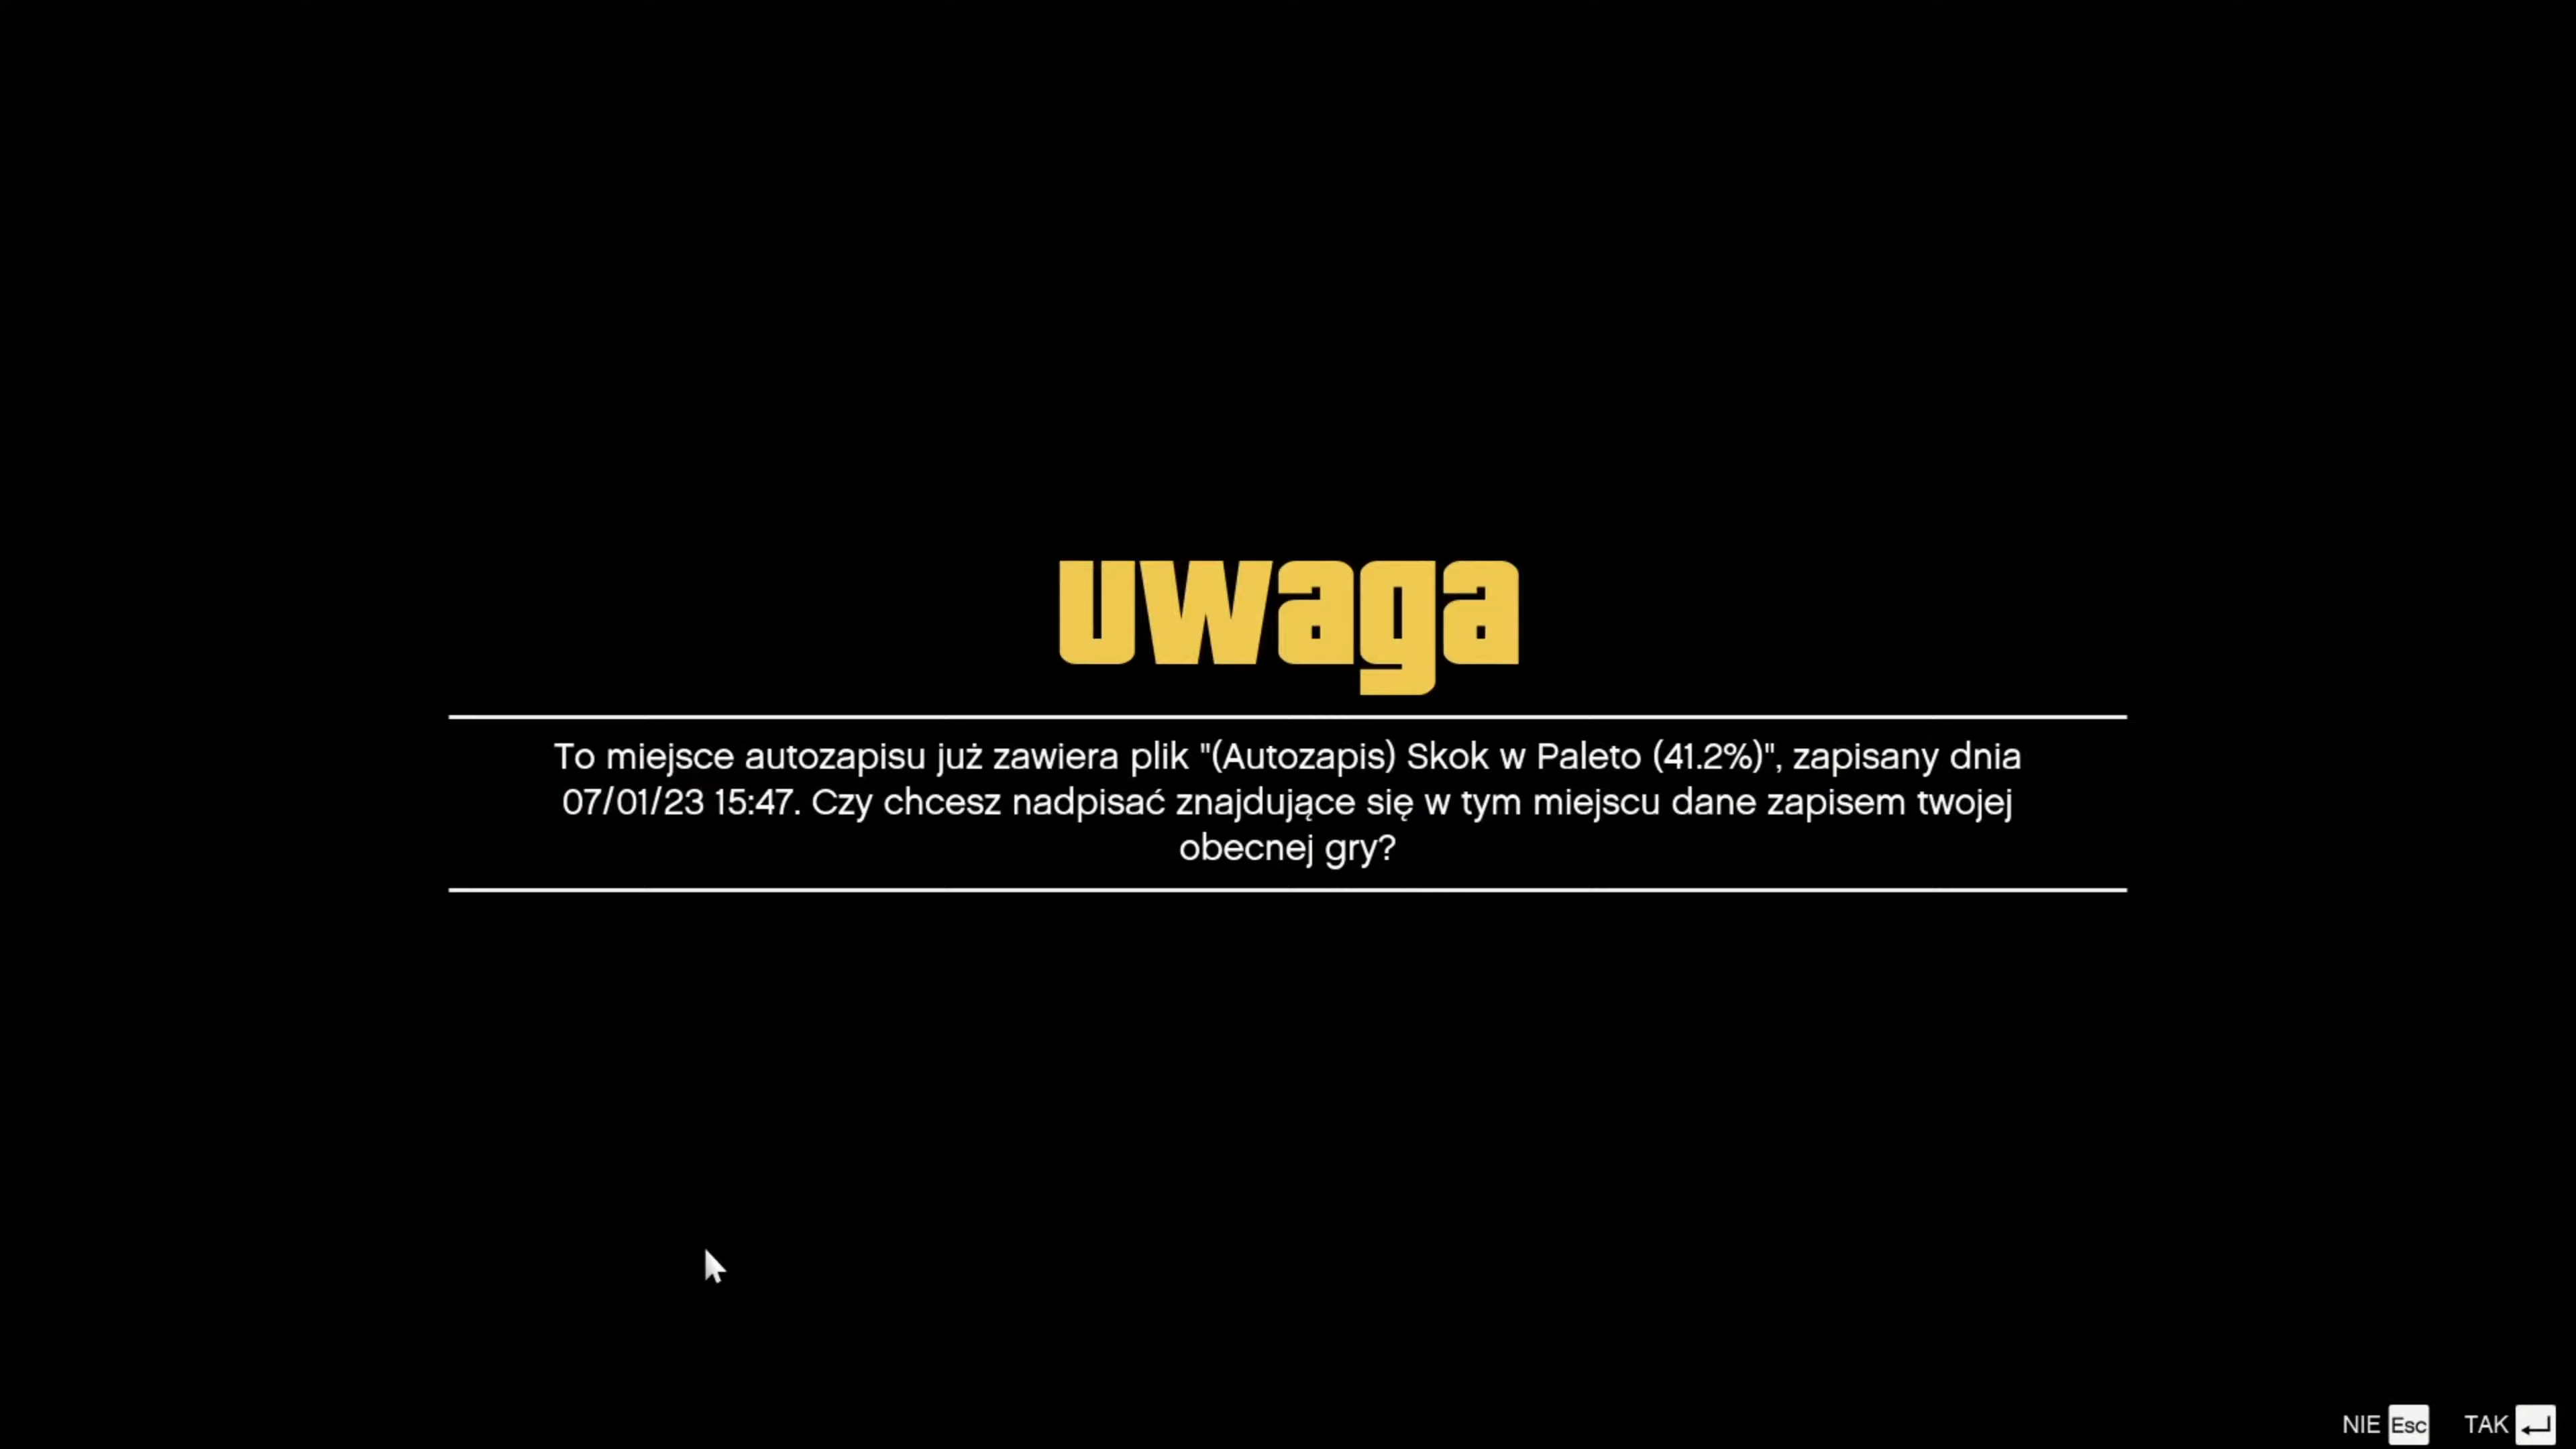 uwaga
To miejsce autozapisu już zawiera plik "(Autozapis) Skok w Paleto (41.2%)", zapisany dnia
07/01/23 15:47. Czy chcesz nadpisać znajdujące się w tym miejscu dane zapisem twojej
obecnej gry?
NIE Esc TAK